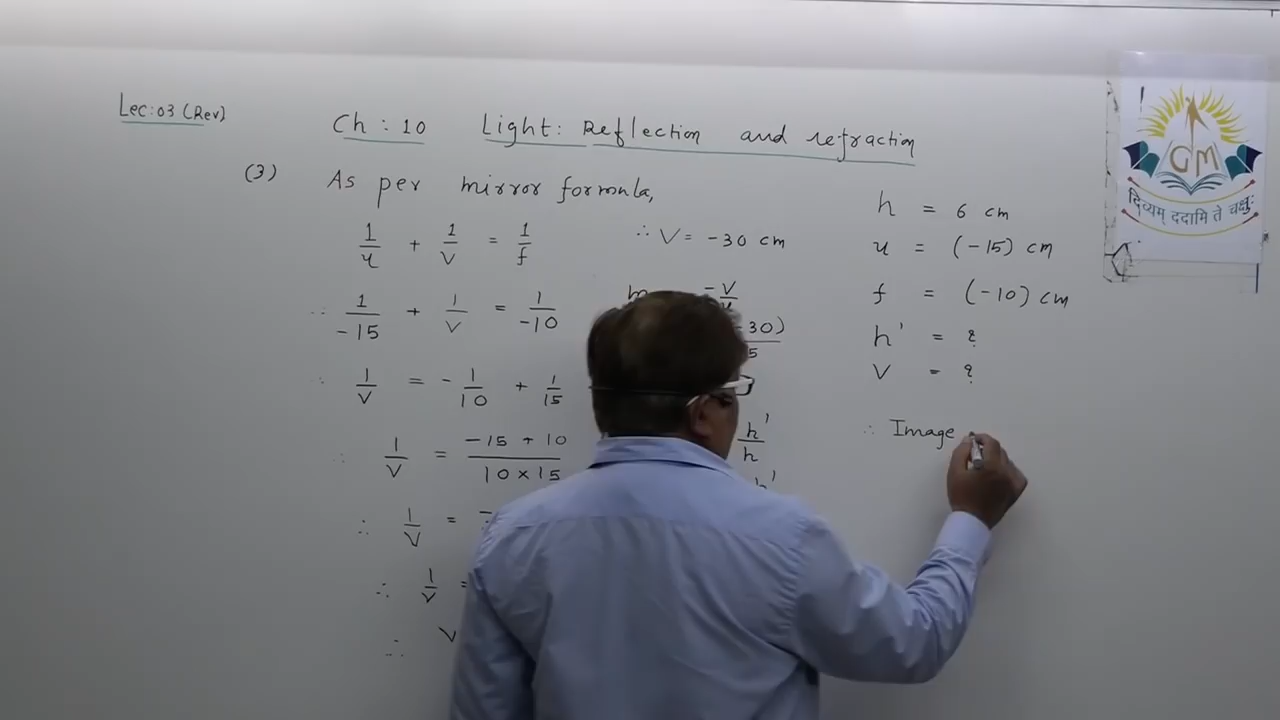 Lec:03 (Rev)
Ch : 10 Light: Reflection and refraction
(3) As per mirror formula,
1/u + 1/v = 1/f
∴ 1/-15 + 1/v = 1/-10
∴ 1/v = - 1/10 + 1/15
∴ 1/v = -15 + 10 / 10 × 15
∴ 1/v = -
∴ 1/v =
∴ v
∴ V = -30 cm
m -v/u
-30)
5
h'/h
h'
h = 6 cm
u = (-15) cm
f = (-10) cm
h' = ?
v = ?
∴ Image
GM
दिव्यम् ददामि ते चक्षुः